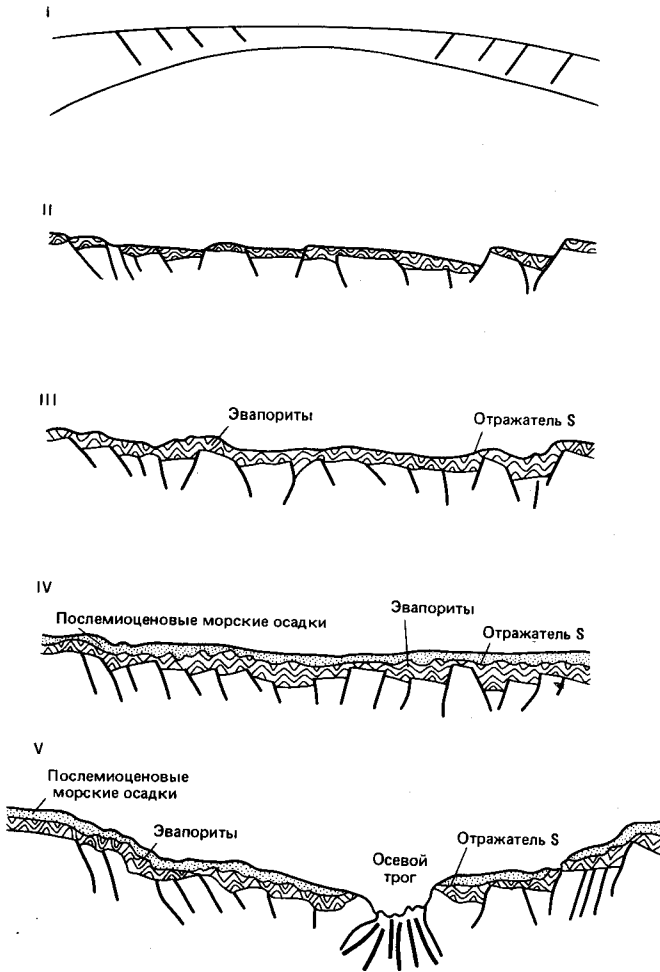 I
II
III
Эвапориты
Отражатель S
IV
Послемиоценовые морские осадки
Эвапориты
Отражатель S
V
Послемиоценовые
морские осадки
Эвапориты
Осевой
трог
Отражатель S